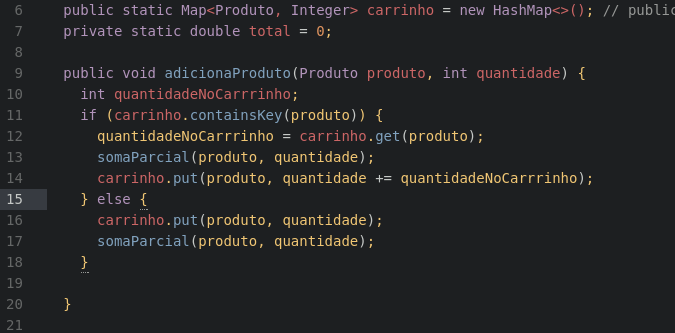 6 public static Map<Produto, Integer> carrinho = new HashMap<>(); // public
7 private static double total = 0;
8
9 public void adicionaProduto(Produto produto, int quantidade) {
10 int quantidadeNoCarrrinho;
11 if (carrinho.containsKey(produto)) {
12 quantidadeNoCarrrinho = carrinho.get(produto);
13 somaParcial(produto, quantidade);
14 carrinho.put(produto, quantidade += quantidadeNoCarrrinho);
15 } else {
16 carrinho.put(produto, quantidade);
17 somaParcial(produto, quantidade);
18 }
19
20 }
21